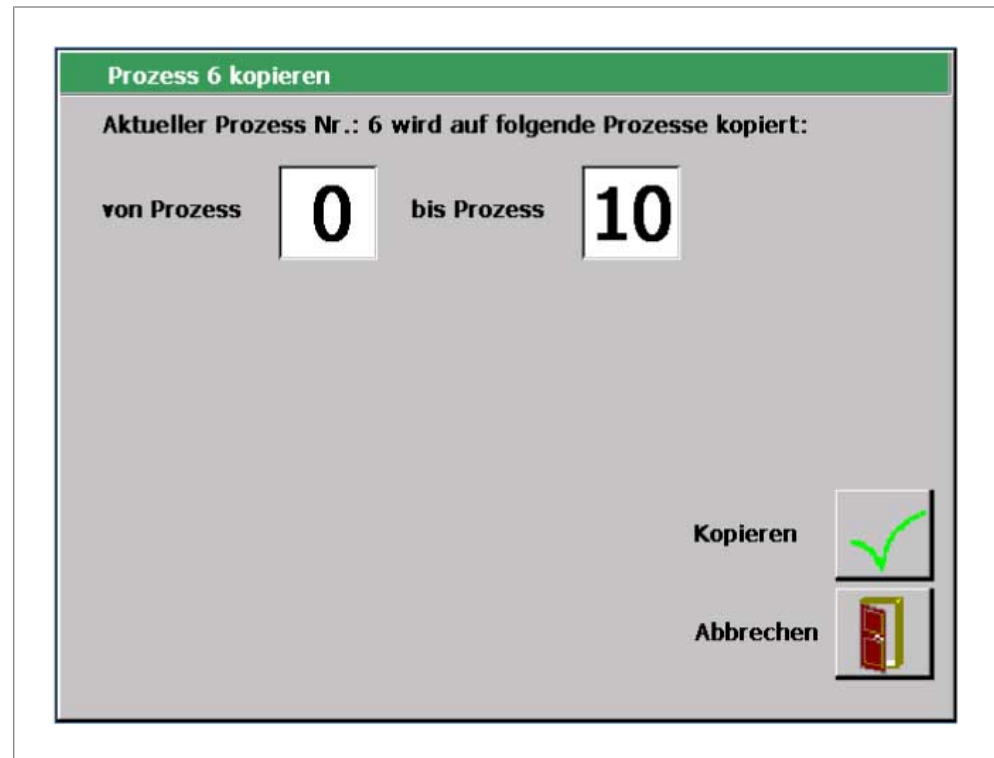 Prozess 6 kopieren
Aktueller Prozess Nr.: 6 wird auf folgende Prozesse kopiert:
von Prozess 0 bis Prozess 10
Kopieren
Abbrechen